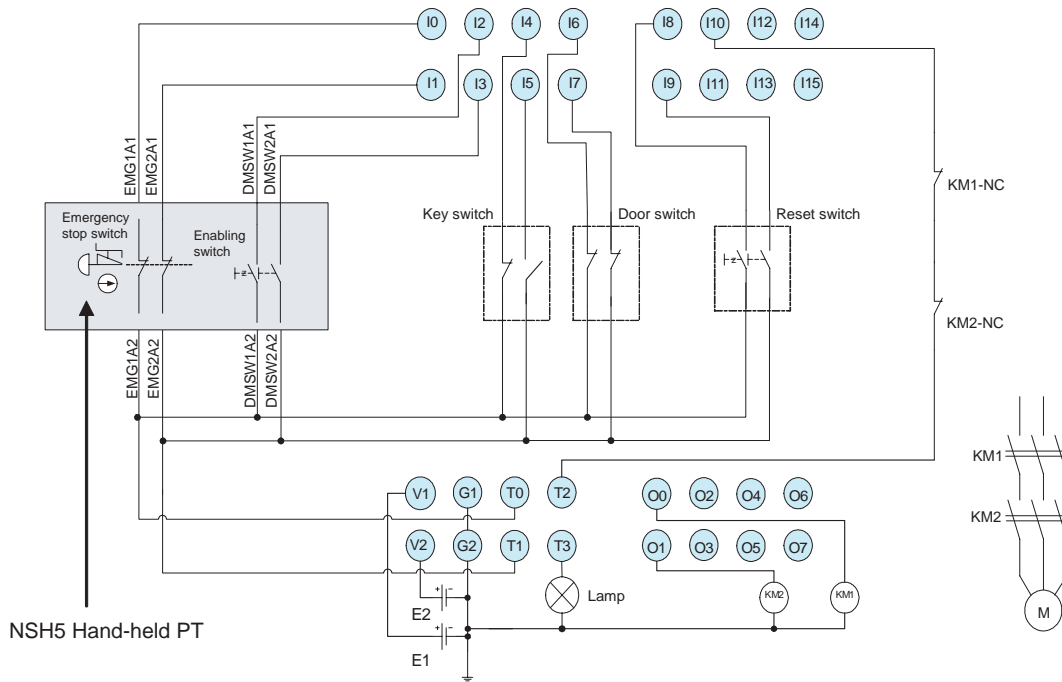 I0 I2 I4 I6 I8 I10 I12 I14
I1 I3 I5 I7 I9 I11 I13 I15
EMG1A1
EMG2A1
DMSW1A1
DMSW2A1
KM1-NC
Emergency
stop switch
Enabling
switch
Key switch
Door switch
Reset switch
KM2-NC
EMG1A2
EMG2A2
DMSW1A2
DMSW2A2
KM1
KM2
M
V1 G1 T0 T2 O0 O2 O4 O6
V2 G2 T1 T3 O1 O3 O5 O7
+ -
E2
Lamp
KM2
KM1
+ -
E1
NSH5 Hand-held PT